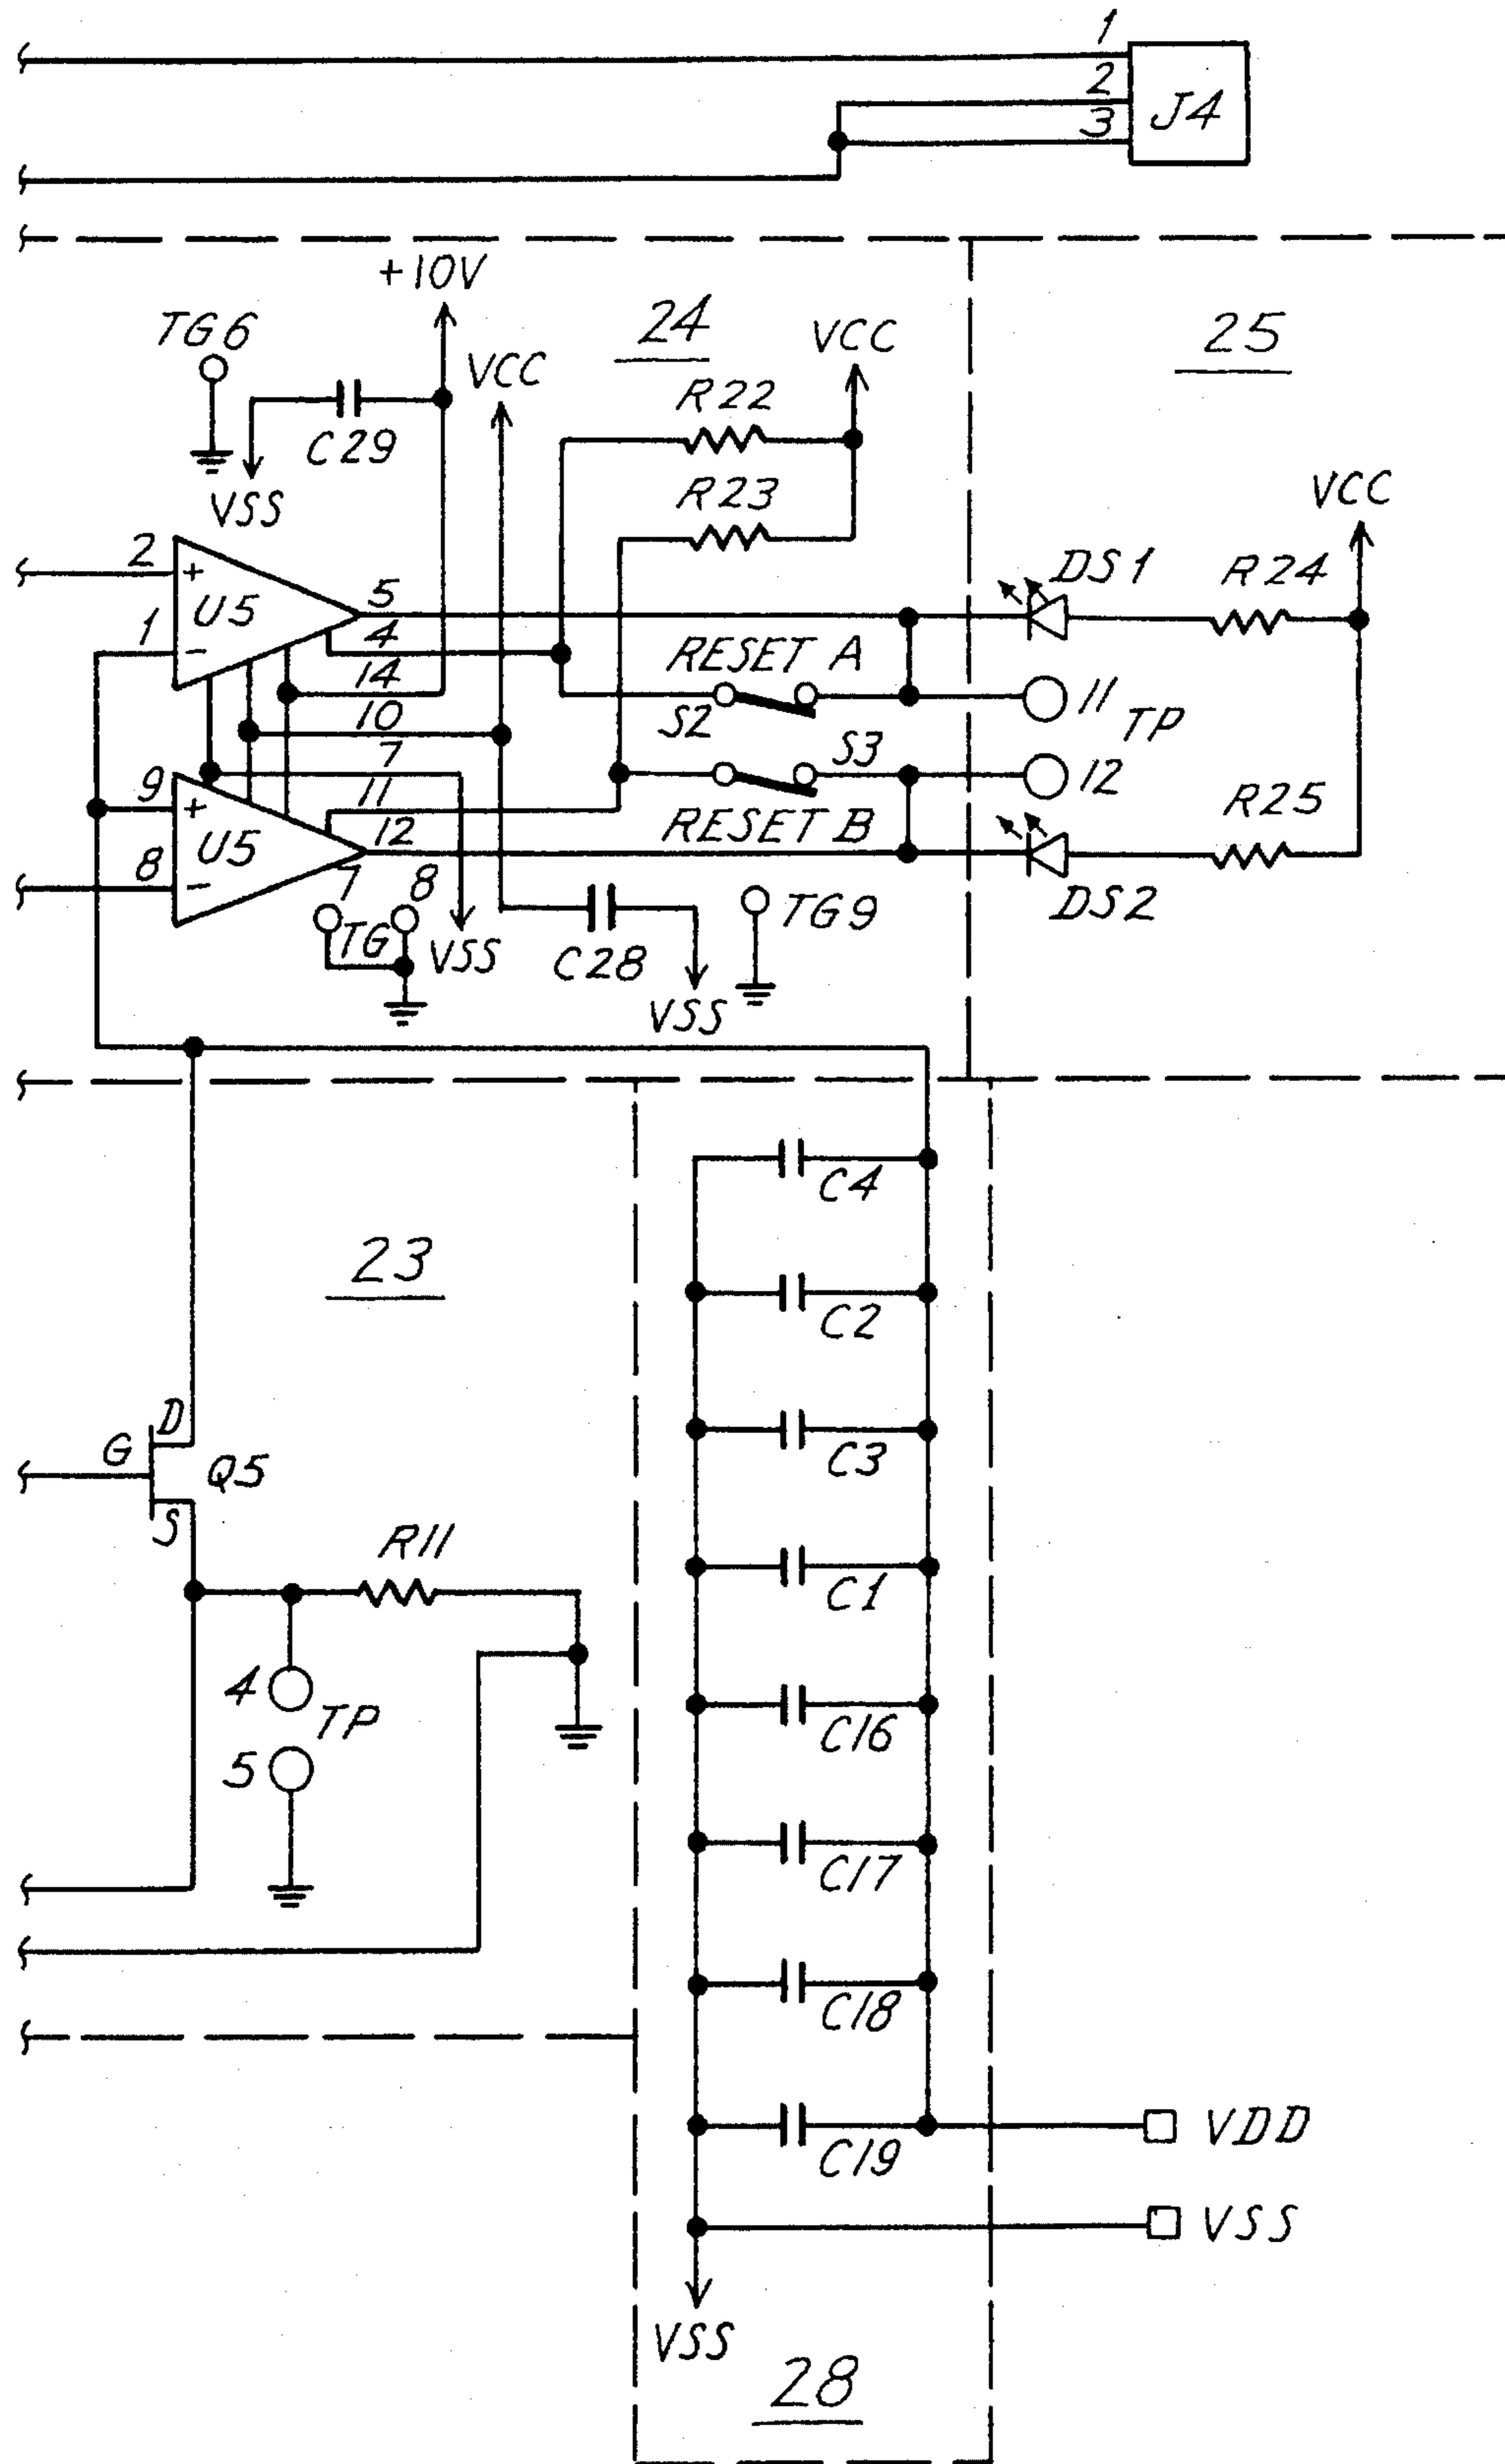 1
2
3
J4
+10V
TG6
24
VCC
VCC
25
R22
C29
VSS
R23
VCC
2
+
U5
1
-
5
4
14
10
7
11
12
DS1
R24
RESET A
S2
11
TP
S3
12
9
+
U5
8
-
RESET B
R25
DS2
7
8
TG
VSS
C28
TG9
VSS
C4
C2
23
C3
D
G
Q5
S
R11
C1
4
TP
5
C16
C17
C18
C19
VDD
VSS
VSS
28